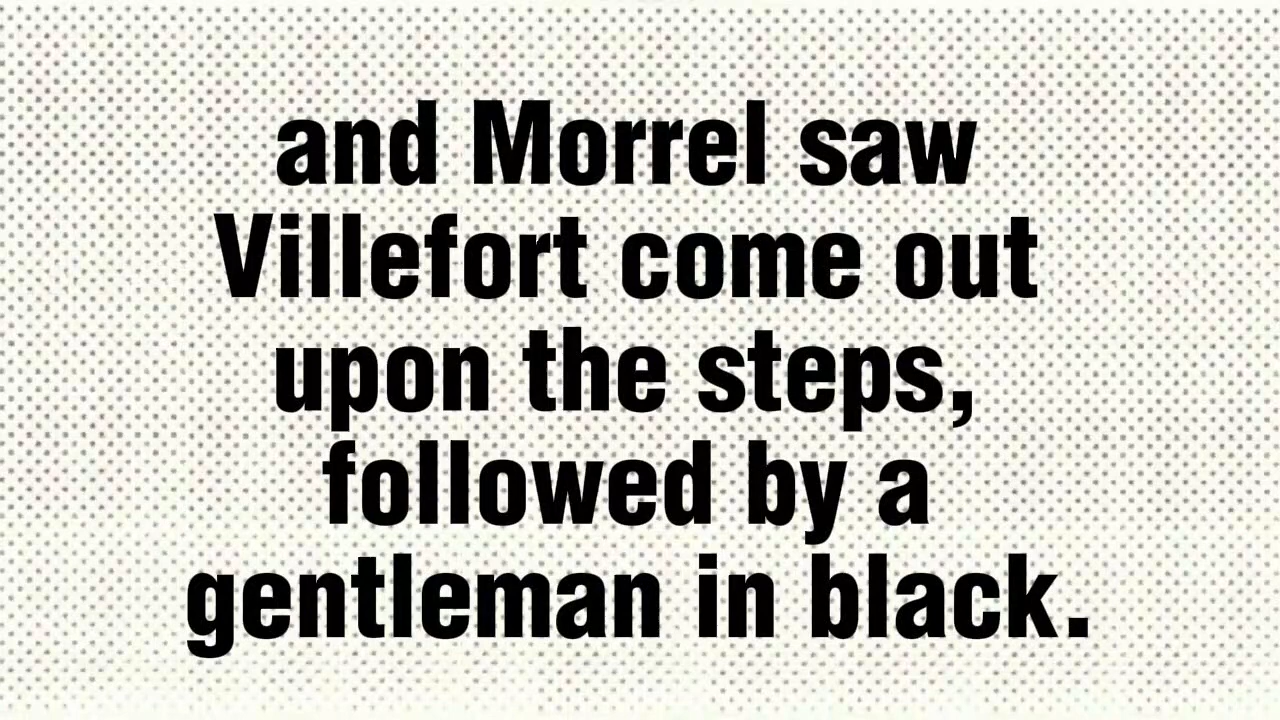 and Morrel saw
Villefort come out
upon the steps,
followed by a
gentleman in black.